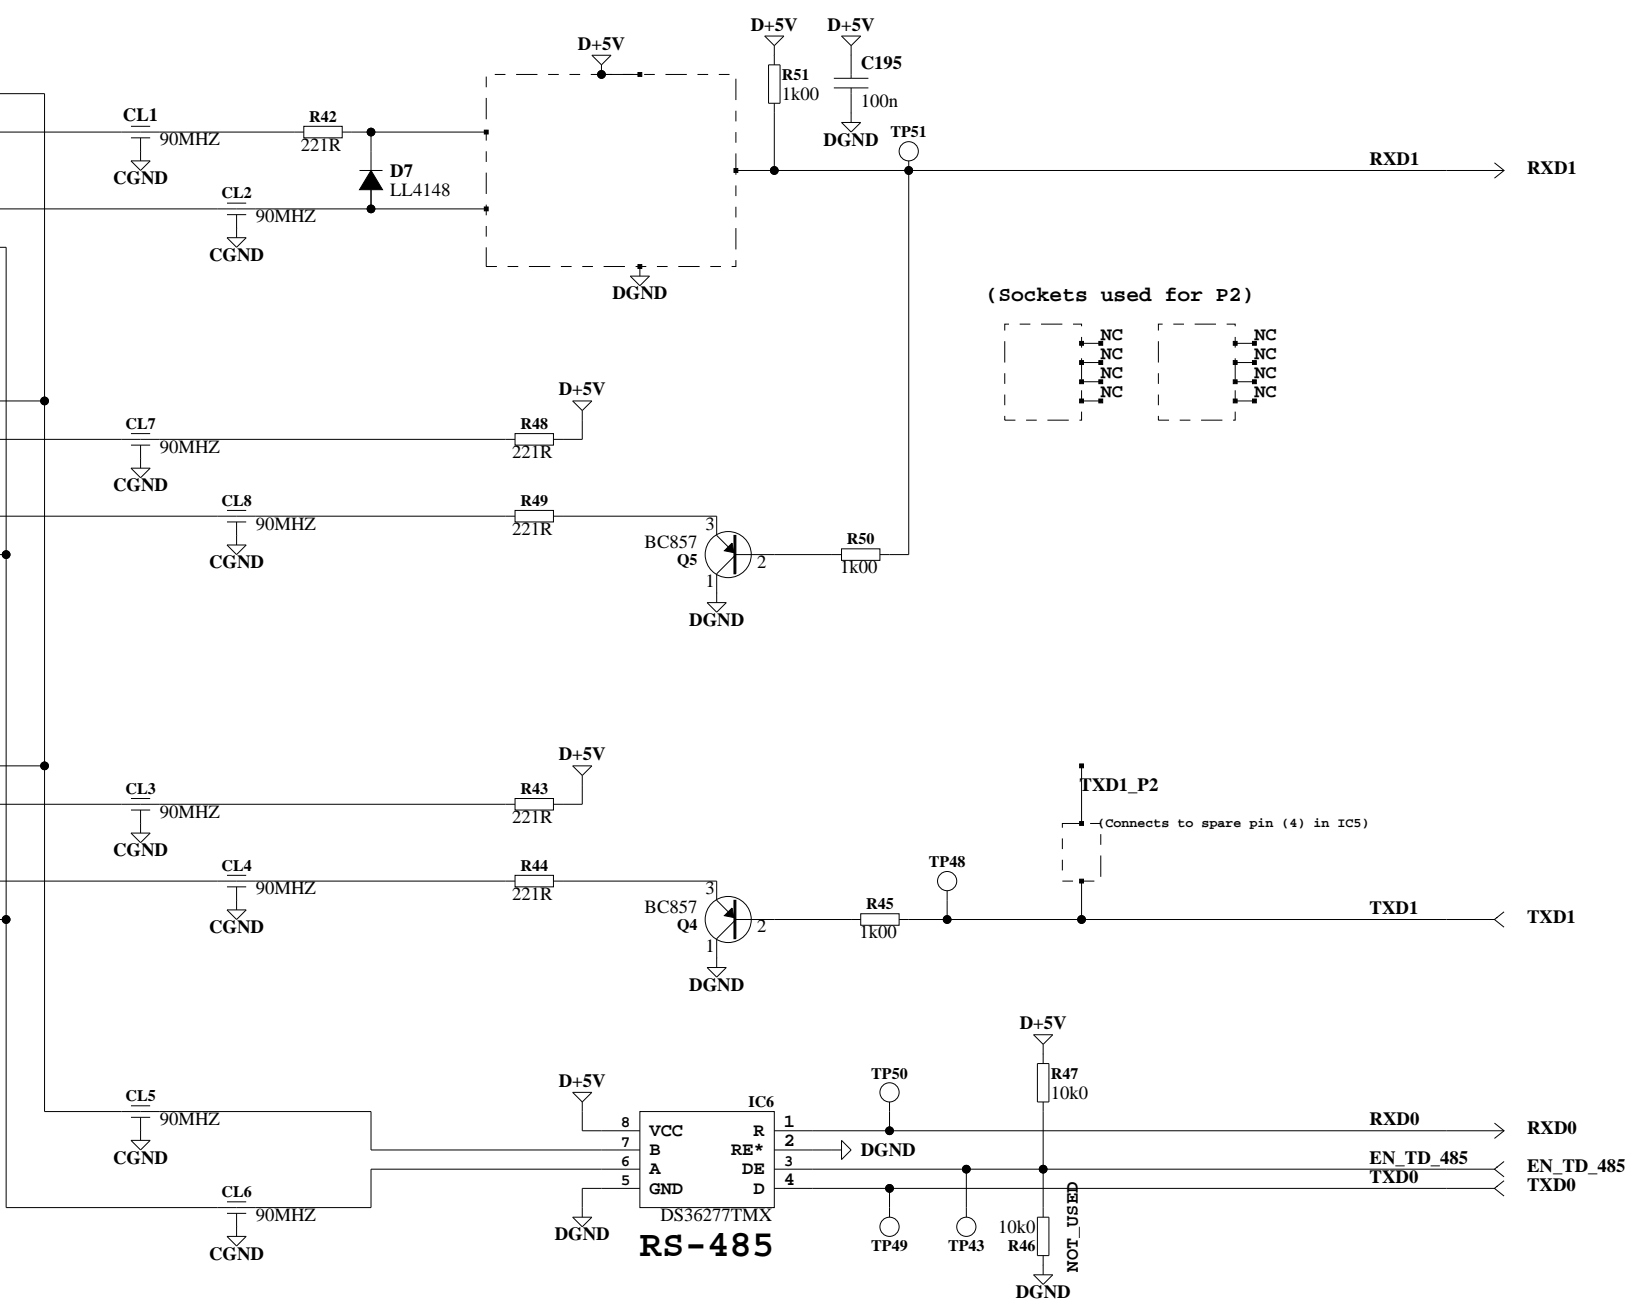 D+5V
D+5V
D+5V
R51
1k00
C195
100n
DGND
TP51
CL1
90MHZ
CGND
R42
221R
D7
LL4148
CL2
90MHZ
CGND
DGND
RXD1
RXD1
(Sockets used for P2)
NC
NC
NC
NC
NC
NC
NC
NC
D+5V
CL7
90MHZ
CGND
R48
221R
CL8
90MHZ
CGND
R49
221R
3
BC857
Q5
2
1
DGND
R50
1k00
D+5V
CL3
90MHZ
CGND
R43
221R
TXD1_P2
(Connects to spare pin (4) in IC5)
CL4
90MHZ
CGND
R44
221R
3
BC857
Q4
2
1
DGND
R45
1k00
TP48
TXD1
TXD1
D+5V
R47
10k0
TP50
D+5V
IC6
CL5
90MHZ
CGND
8
VCC
R
1
7
B
RE*
2
DGND
6
A
DE
3
5
GND
D
4
RXD0
RXD0
EN_TD_485
EN_TD_485
TXD0
TXD0
CL6
90MHZ
CGND
DGND
DS36277TMX
RS-485
TP49
TP43
10k0
R46
NOT_USED
DGND